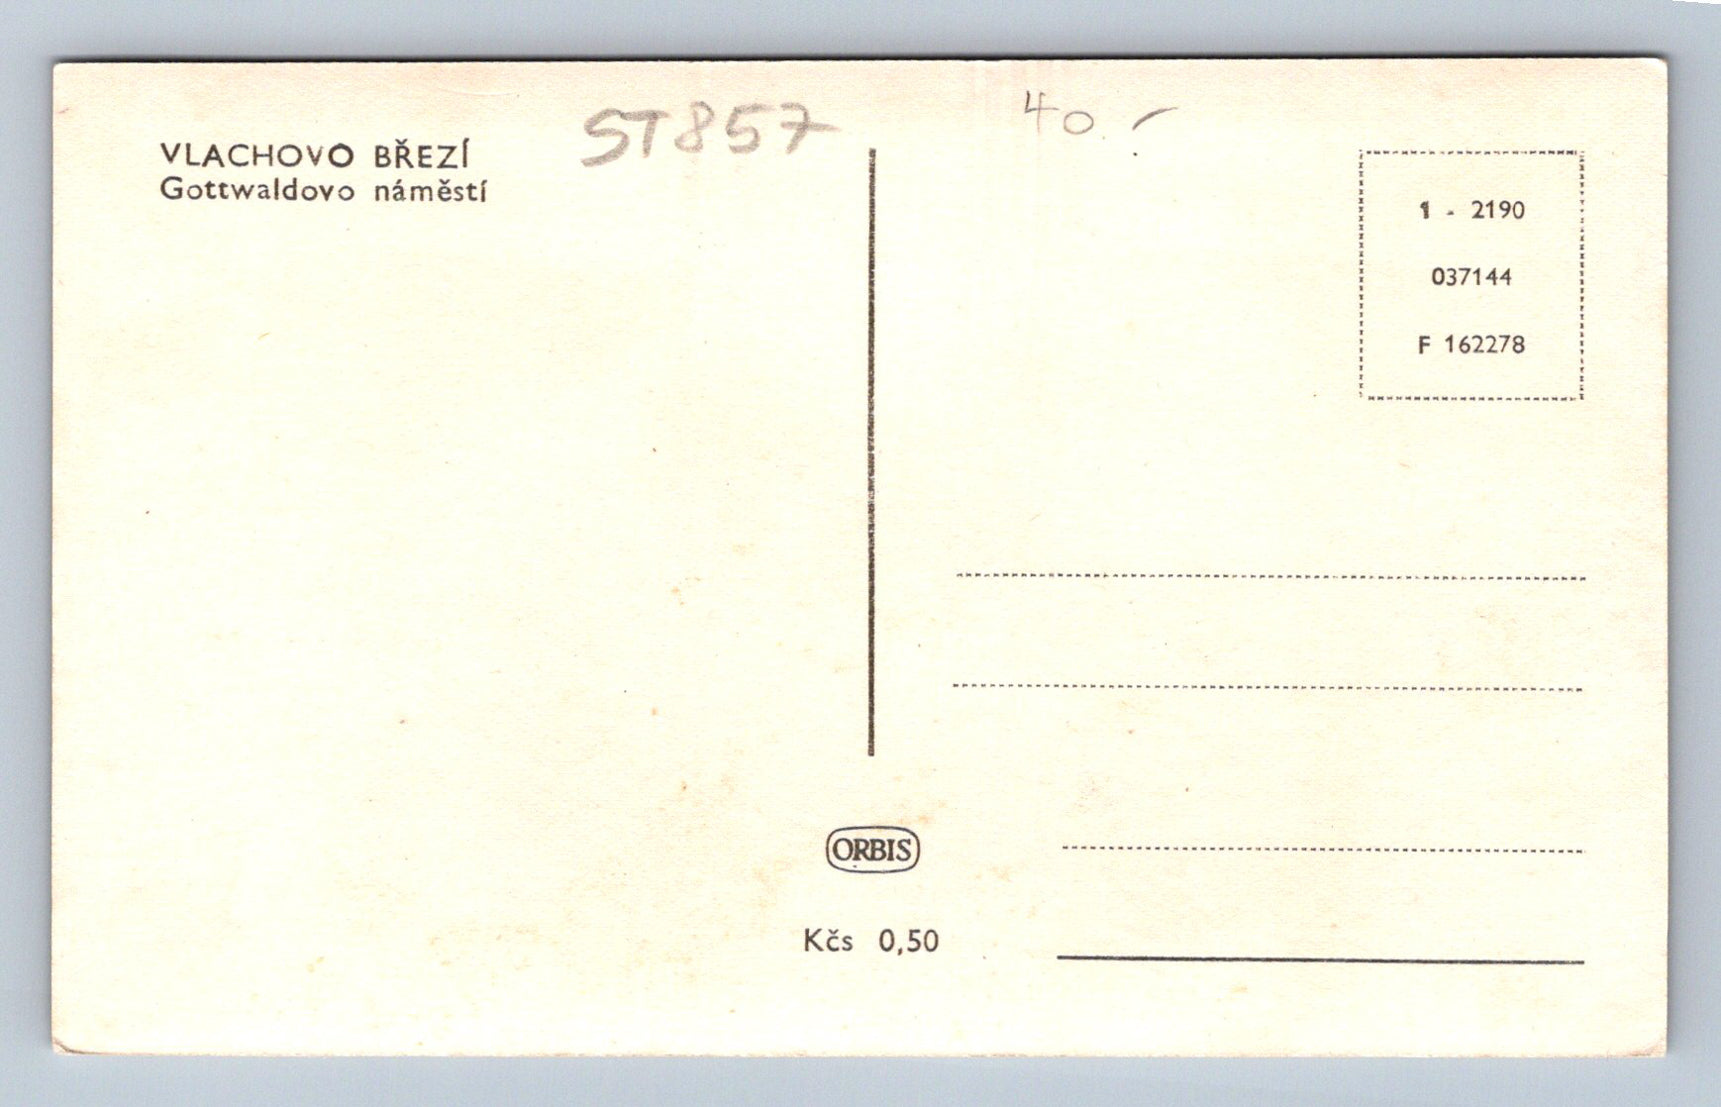 VLACHOVO BŘEZÍ
Gottwaldovo náměstí
ST857
40.-
1 - 2190
037144
F 162278
ORBIS
Kčs 0,50